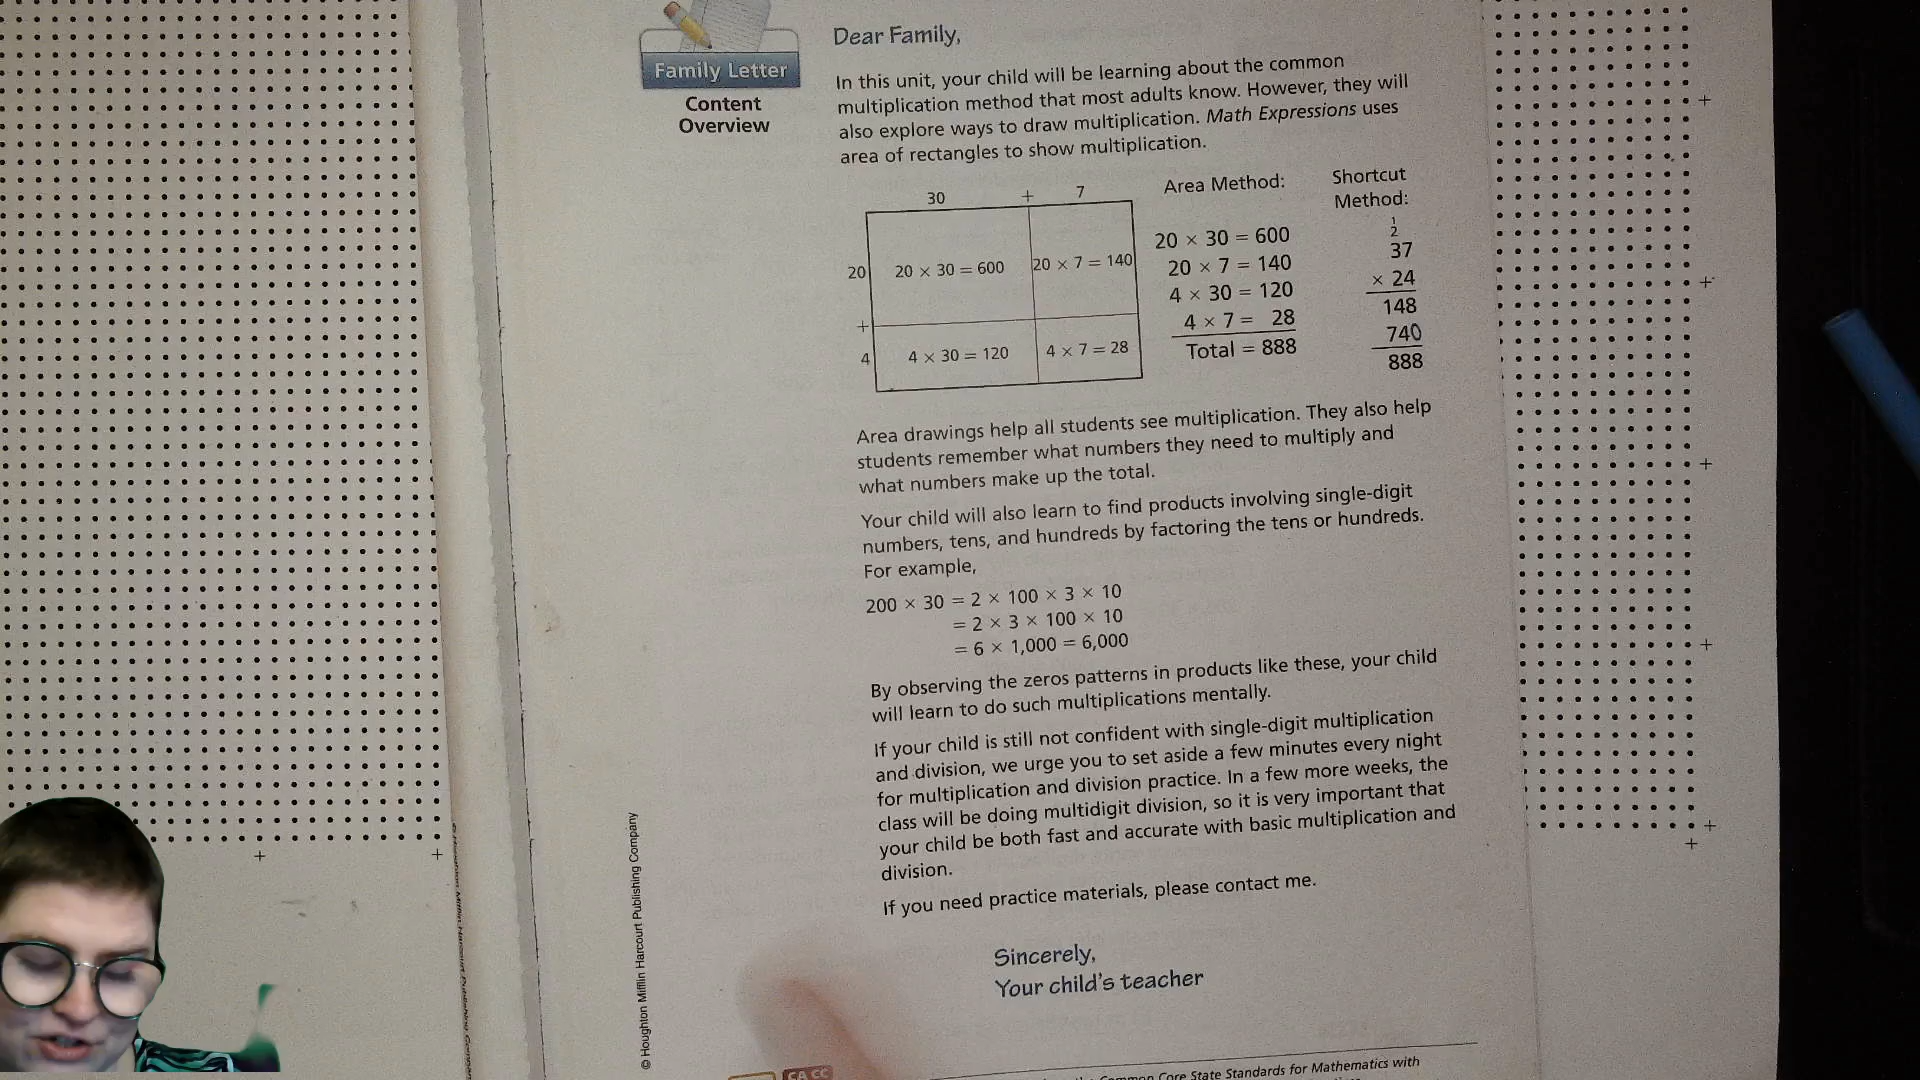 Family Letter
Content
Overview
Dear Family,
In this unit, your child will be learning about the common
multiplication method that most adults know. However, they will
also explore ways to draw multiplication. Math Expressions uses
area of rectangles to show multiplication.
30 + 7
20
20 × 30 = 600
20 × 7 = 140
+
4
4 × 30 = 120
4 × 7 = 28
Area Method:
20 × 30 = 600
20 × 7 = 140
4 × 30 = 120
4 × 7 = 28
Total = 888
Shortcut
Method:
1
2
37
× 24
148
740
888
Area drawings help all students see multiplication. They also help
students remember what numbers they need to multiply and
what numbers make up the total.
Your child will also learn to find products involving single-digit
numbers, tens, and hundreds by factoring the tens or hundreds.
For example,
200 × 30 = 2 × 100 × 3 × 10
= 2 × 3 × 100 × 10
= 6 × 1,000 = 6,000
By observing the zeros patterns in products like these, your child
will learn to do such multiplications mentally.
If your child is still not confident with single-digit multiplication
and division, we urge you to set aside a few minutes every night
for multiplication and division practice. In a few more weeks, the
class will be doing multidigit division, so it is very important that
your child be both fast and accurate with basic multiplication and
division.
If you need practice materials, please contact me.
Sincerely,
Your child's teacher
© Houghton Mifflin Harcourt Publishing Company
CA CC
Common Core State Standards for Mathematics with